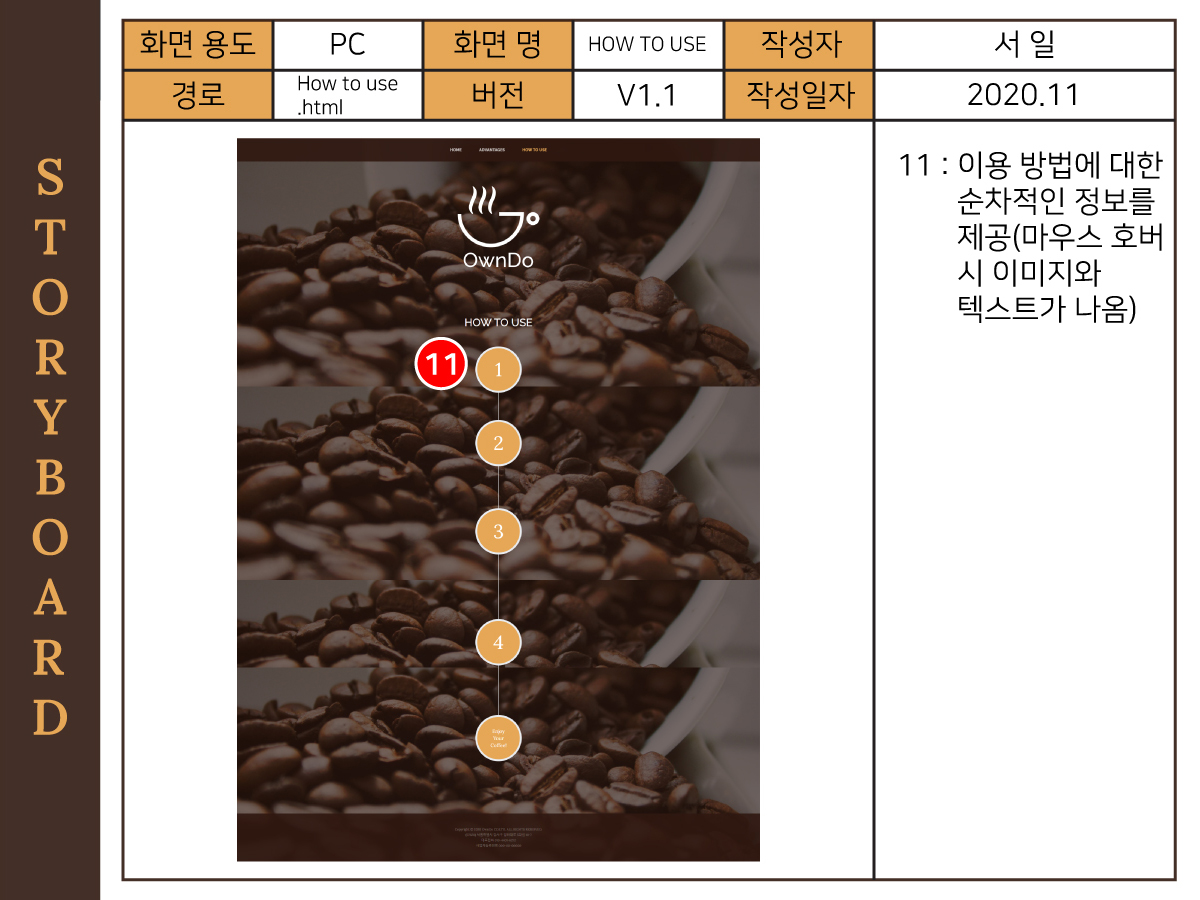 STORYBOARD
화면 용도 PC 화면 명 HOW TO USE 작성자 서 일
경로 How to use .html 버전 V1.1 작성일자 2020.11
HOME ADVANTAGES HOW TO USE
OwnDo
HOW TO USE
11
1
2
3
4
Enjoy
Your
11 : 이용 방법에 대한
순차적인 정보를
제공(마우스 호버
시 이미지와
텍스트가 나옴)